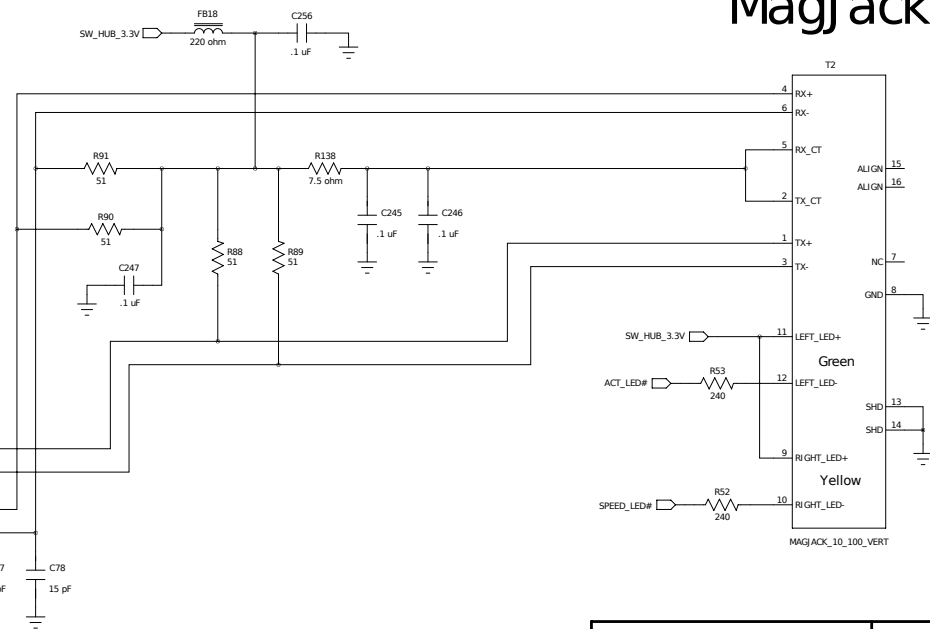 MagJack
FB18
C256
SW_HUB_3.3V
220 ohm
.1 uF
T2
4 RX+
6 RX-
5 RX_CT
R91
51
R138
7.5 ohm
ALIGN 15
ALIGN 16
2 TX_CT
R90
51
C245
.1 uF
C246
.1 uF
1 TX+
R88
51
R89
51
3 TX-
NC 7
C247
.1 uF
GND 8
SW_HUB_3.3V
11 LEFT_LED+
Green
ACT_LED#
R53
240
12 LEFT_LED-
SHD 13
SHD 14
9 RIGHT_LED+
Yellow
SPEED_LED#
R52
240
10 RIGHT_LED-
MAGJACK_10_100_VERT
7
C78
15 pF